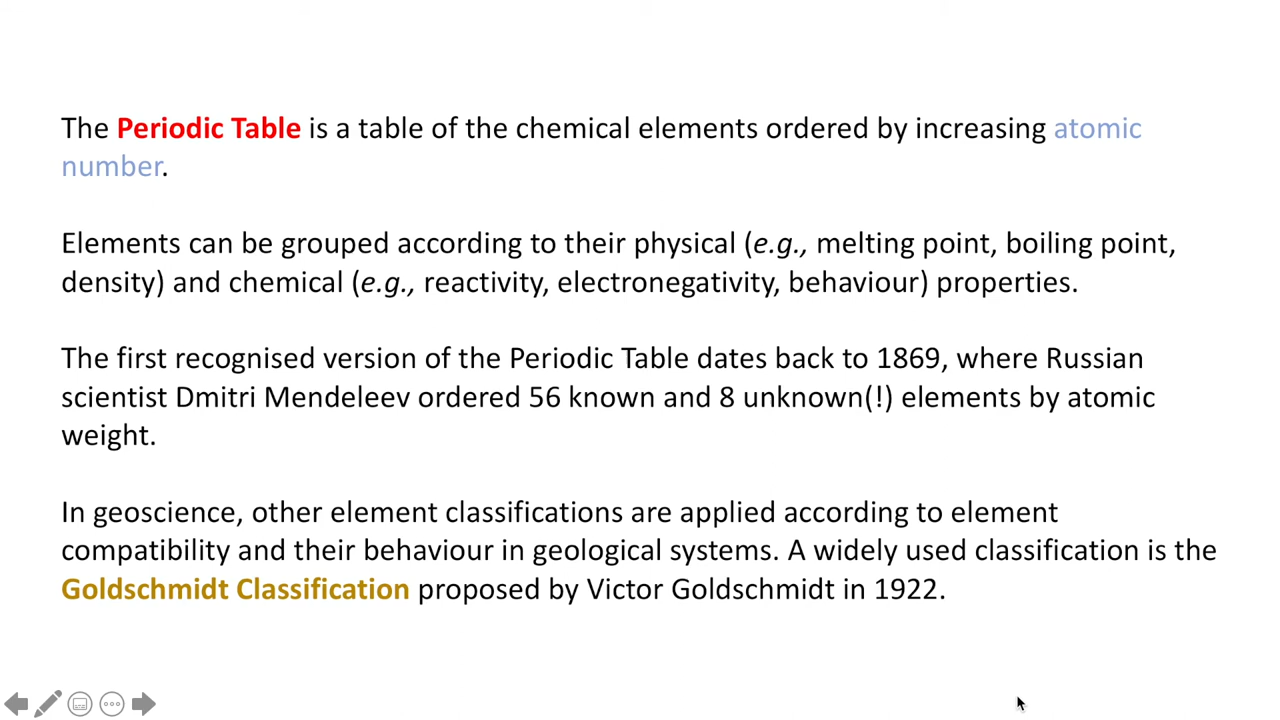 The Periodic Table is a table of the chemical elements ordered by increasing atomic
number.
Elements can be grouped according to their physical (e.g., melting point, boiling point,
density) and chemical (e.g., reactivity, electronegativity, behaviour) properties.
The first recognised version of the Periodic Table dates back to 1869, where Russian
scientist Dmitri Mendeleev ordered 56 known and 8 unknown(!) elements by atomic
weight.
In geoscience, other element classifications are applied according to element
compatibility and their behaviour in geological systems. A widely used classification is the
Goldschmidt Classification proposed by Victor Goldschmidt in 1922.